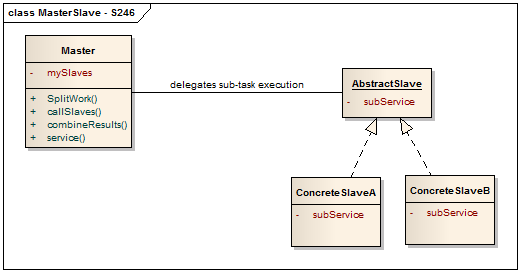 class MasterSlave - S246
Master
- mySlaves
+ SplitWork()
+ callSlaves()
+ combineResults()
+ service()
delegates sub-task execution
AbstractSlave
- subService
ConcreteSlaveA
- subService
ConcreteSlaveB
- subService